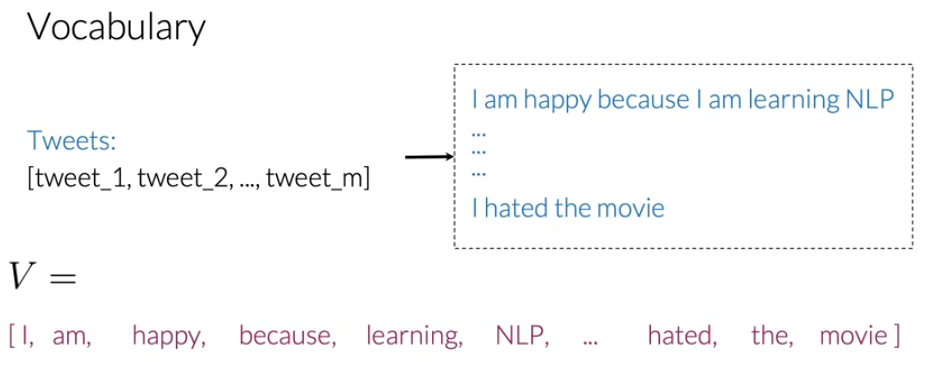 Vocabulary
Tweets:
[tweet_1, tweet_2, ..., tweet_m]
I am happy because I am learning NLP
...
...
...
I hated the movie
V =
[ I, am, happy, because, learning, NLP, ... hated, the, movie ]